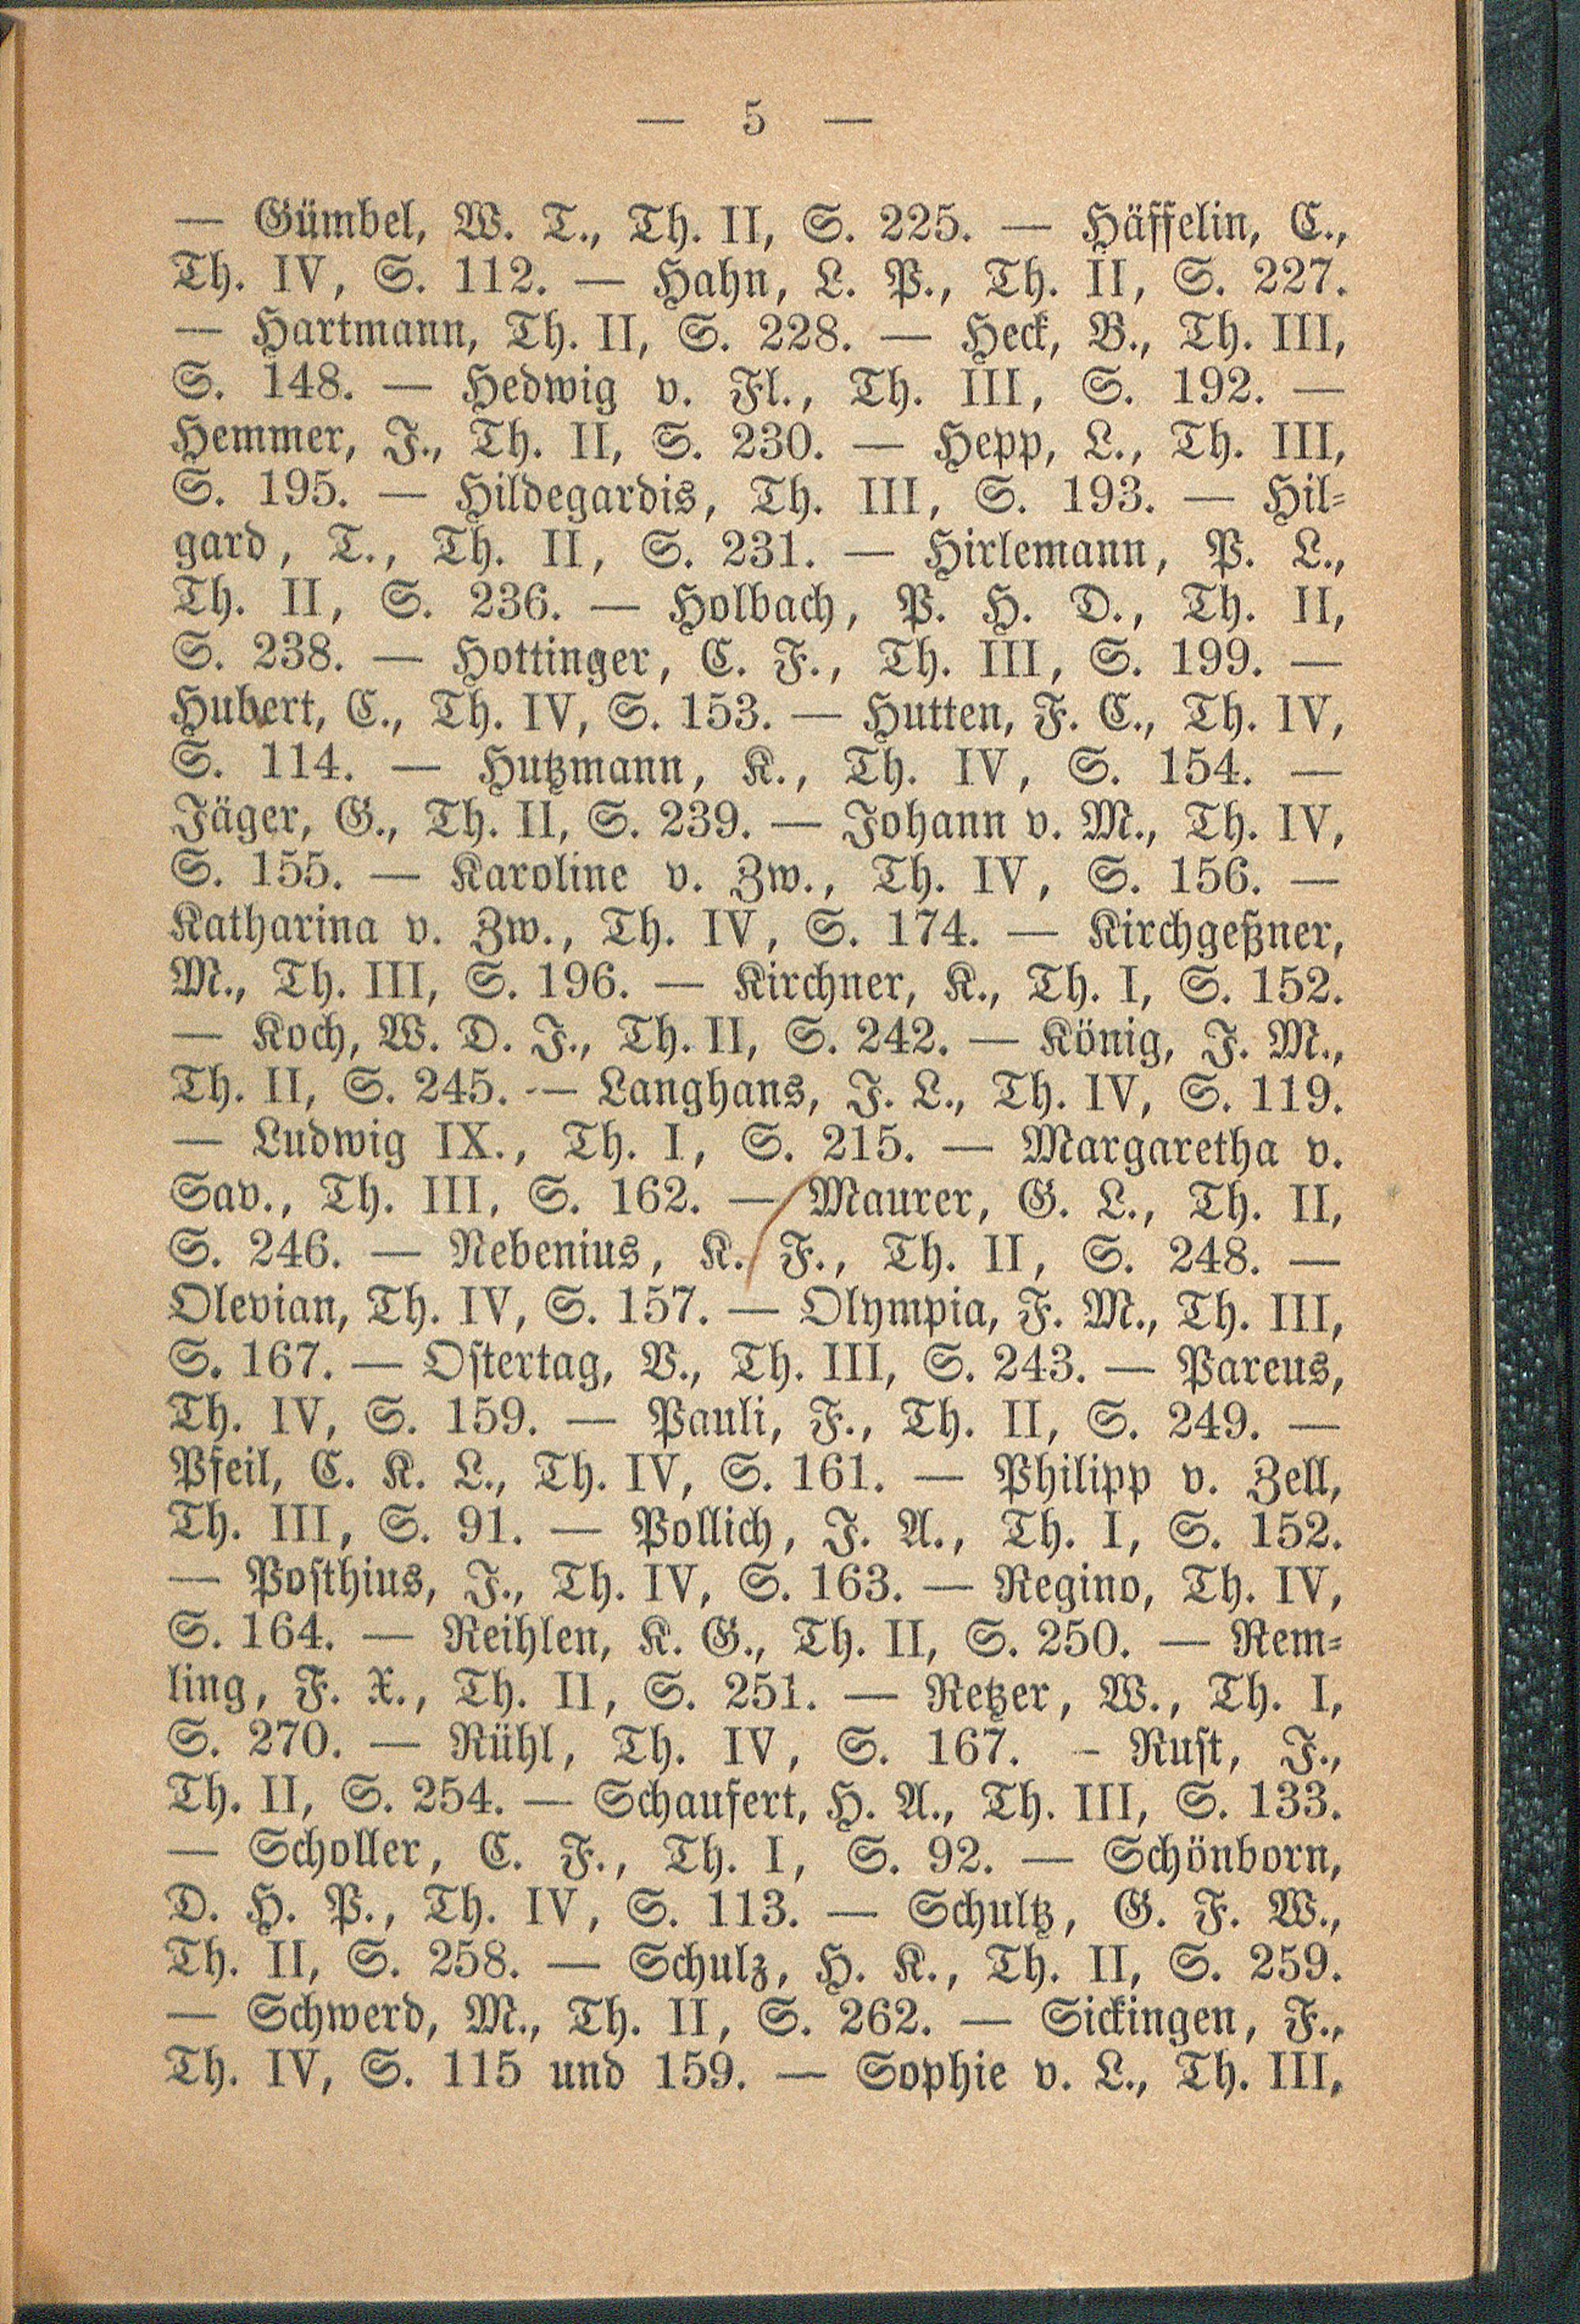 — 5 —
— Gümbel, W. T., Th. II, S. 225. — Häffelin, C.,
Th. IV, S. 112. — Hahn, L. P., Th. II, S. 227.
— Hartmann, Th. II, S. 228. — Heck, B., Th. III,
S. 148. — Hedwig v. Fl., Th. III, S. 192. —
Hemmer, J., Th. II, S. 230. — Hepp, L., Th. III,
S. 195. — Hildegardis, Th. III, S. 193. — Hil⸗
gard, T., Th. II, S. 231. — Hirlemann, P. L.,
Th. II, S. 236. — Holbach, P. H. D., Th. II,
S. 238. — Hottinger, C. F., Th. III, S. 199. —
Hubert, C., Th. IV, S. 153. — Hutten, F. C., Th. IV,
S. 114. — Hutzmann, K., Th. IV, S. 154. —
Jäger, G., Th. II, S. 239. — Johann v. M., Th. IV,
S. 155. — Karoline v. Zw., Th. IV, S. 156. —
Katharina v. Zw., Th. IV, S. 174. — Kirchgeßner,
M., Th. III, S. 196. — Kirchner, K., Th. I, S. 152.
— Koch, W. D. J., Th. II, S. 242. — König, J. M.,
Th. II, S. 245. — Langhans, J. L., Th. IV, S. 119.
— Ludwig IX., Th. I, S. 215. — Margaretha v.
Sav., Th. III, S. 162. — Maurer, G. L., Th. II,
S. 246. — Nebenius, K. F., Th. II, S. 248. —
Olevian, Th. IV, S. 157. — Olympia, F. M., Th. III,
S. 167. — Oſtertag, V., Th. III, S. 243. — Pareus,
Th. IV, S. 159. — Pauli, F., Th. II, S. 249. —
Pfeil, C. K. L., Th. IV, S. 161. — Philipp v. Zell,
Th. III, S. 91. — Pollich, J. A., Th. I, S. 152.
— Poſthius, J., Th. IV, S. 163. — Regino, Th. IV,
S. 164. — Reihlen, K. G., Th. II, S. 250. — Rem⸗
ling, F. X., Th. II, S. 251. — Retzer, W., Th. I,
S. 270. — Rühl, Th. IV, S. 167. – Ruſt, J.,
Th. II, S. 254. — Schaufert, H. A., Th. III, S. 133.
— Scholler, C. F., Th. I, S. 92. — Schönborn,
D. H. P., Th. IV, S. 113. — Schultz, G. F. W.,
Th. II, S. 258. — Schulz, H. K., Th. II, S. 259.
— Schwerd, M., Th. II, S. 262. — Sickingen, F.,
Th. IV, S. 115 und 159. — Sophie v. L., Th. III,